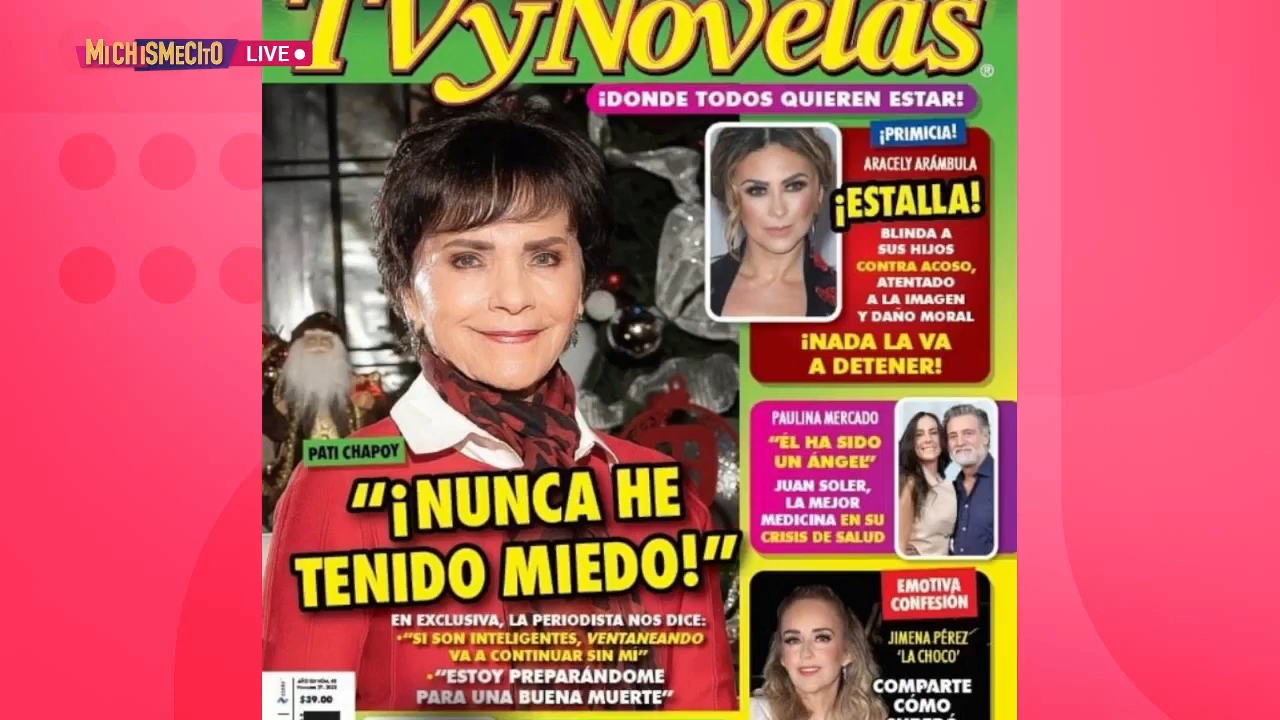 MICHISMECITO LIVE
TVyNovelas
¡DONDE TODOS QUIEREN ESTAR!
¡PRIMICIA!
ARACELY ARÁMBULA
¡ESTALLA!
BLINDA A
SUS HIJOS
CONTRA ACOSO,
ATENTADO
A LA IMAGEN
Y DAÑO MORAL
¡NADA LA VA
A DETENER!
PAULINA MERCADO
“ÉL HA SIDO
UN ÁNGEL”
JUAN SOLER,
LA MEJOR
MEDICINA EN SU
CRISIS DE SALUD
PATI CHAPOY
“¡NUNCA HE
TENIDO MIEDO!”
EN EXCLUSIVA, LA PERIODISTA NOS DICE:
•“SI SON INTELIGENTES, VENTANEANDO
VA A CONTINUAR SIN MÍ”
•“ESTOY PREPARÁNDOME
PARA UNA BUENA MUERTE”
EMOTIVA
CONFESIÓN
JIMENA PÉREZ
‘LA CHOCO’
COMPARTE
CÓMO
$39.00